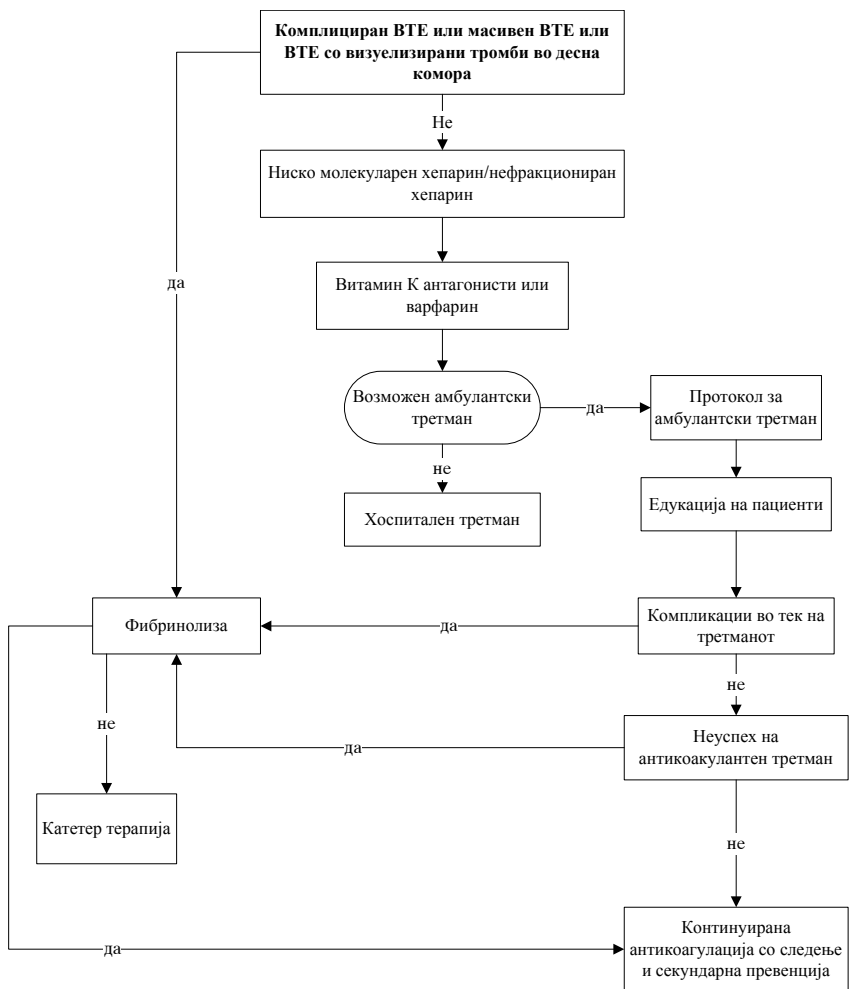 Комплициран ВТЕ или масивен ВТЕ или
ВТЕ со визуелизирани тромби во десна
комора
Не
Ниско молекуларен хепарин/нефракциониран
хепарин
да
Витамин К антагонисти или
варфарин
Возможен амбулантски
третман
да
Протокол за
амбулантски третман
не
Едукација на пациенти
Хоспитален третман
Фибринолиза
да
Компликации во тек на
третманот
не
не
Неуспех на
антикоакулантен третман
да
Катетер терапија
не
Континуирана
антикоагулација со следење
и секундарна превенција
да